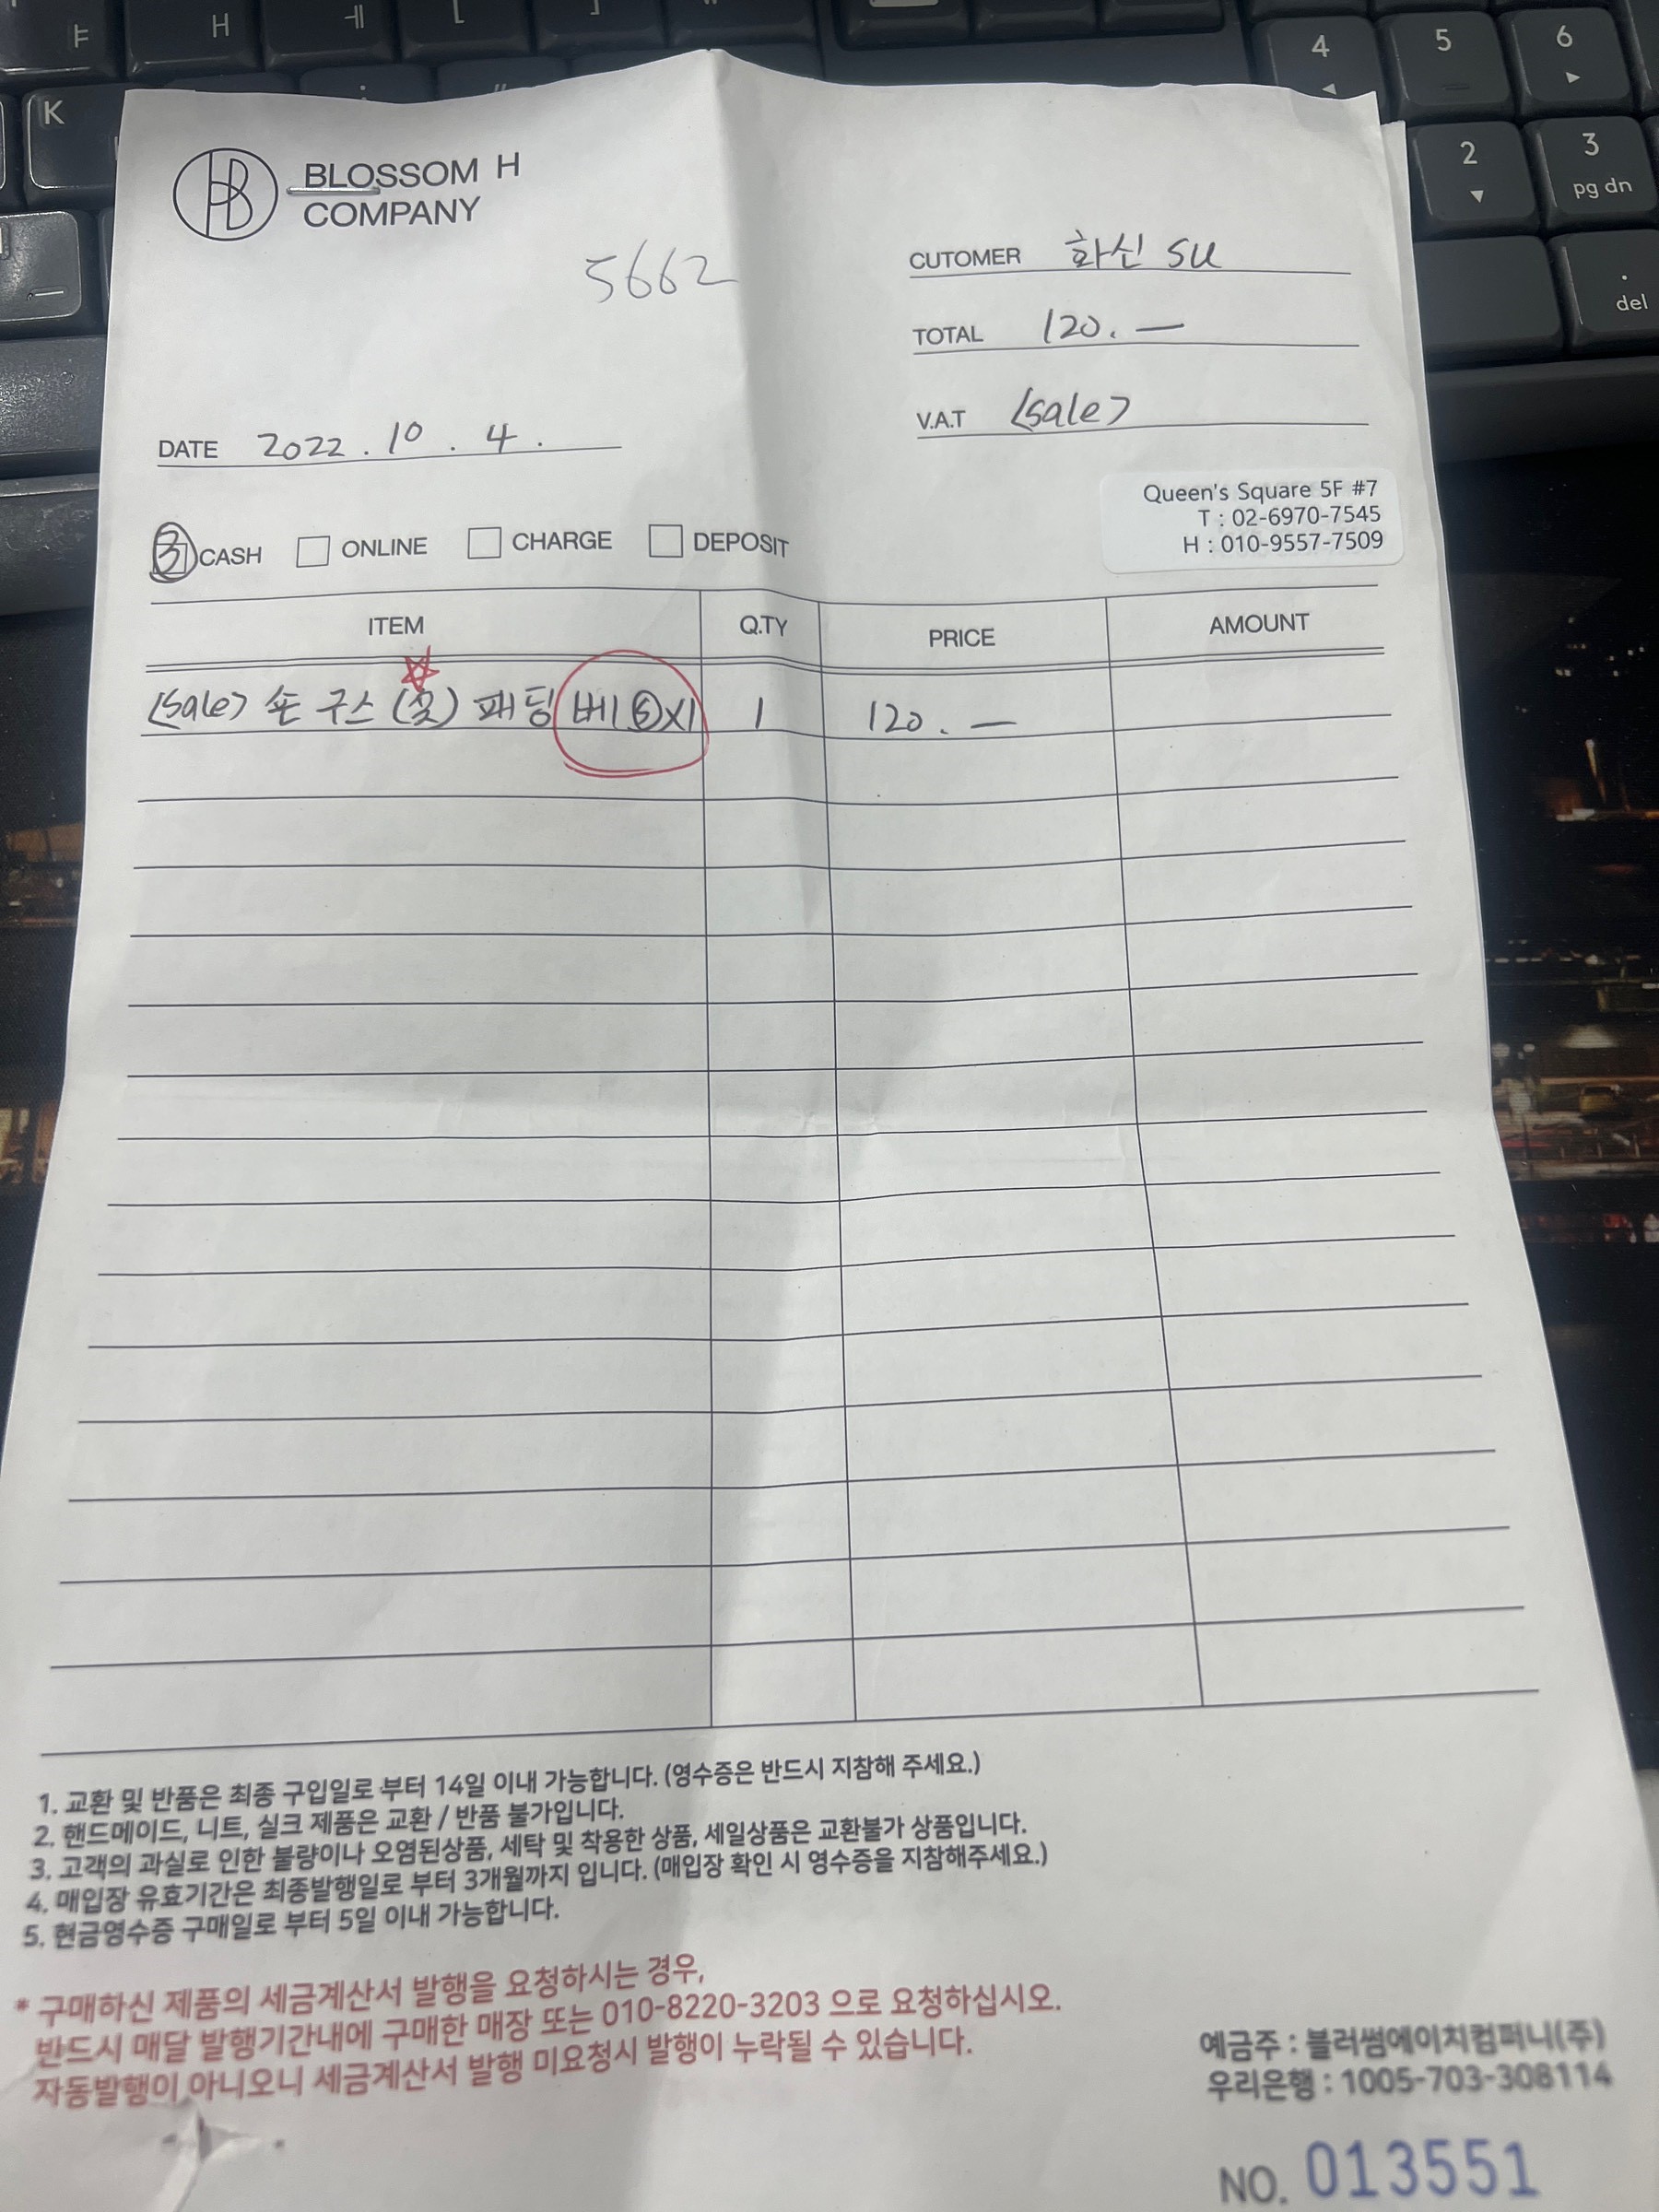 BLOSSOM H
COMPANY
5662
CUTOMER 화신 SU
TOTAL 120.—
V.A.T <sale>
DATE 2022.10.4.
Queen's Square 5F #7
T : 02-6970-7545
H : 010-9557-7509
CASH ONLINE CHARGE DEPOSIT
ITEM Q.TY PRICE AMOUNT
<sale> 숏 구스 패딩 베 ⑥X1 1 120.—
1. 교환 및 반품은 최종 구입일로 부터 14일 이내 가능합니다. (영수증은 반드시 지참해 주세요.)
2. 핸드메이드, 니트, 실크 제품은 교환 / 반품 불가입니다.
3. 고객의 과실로 인한 불량이나 오염된상품, 세탁 및 착용한 상품, 세일상품은 교환불가 상품입니다.
4. 매입장 유효기간은 최종발행일로 부터 3개월까지 입니다. (매입장 확인 시 영수증을 지참해주세요.)
5. 현금영수증 구매일로 부터 5일 이내 가능합니다.
* 구매하신 제품의 세금계산서 발행을 요청하시는 경우,
반드시 매달 발행기간내에 구매한 매장 또는 010-8220-3203 으로 요청하십시오.
자동발행이 아니오니 세금계산서 발행 미요청시 발행이 누락될 수 있습니다.
예금주 : 블러썸에이치컴퍼니(주)
우리은행 : 1005-703-308114
NO. 013551
K
ㅑ
H
ㅔ
[
]
4
5
6
2
3
pg dn
.
del